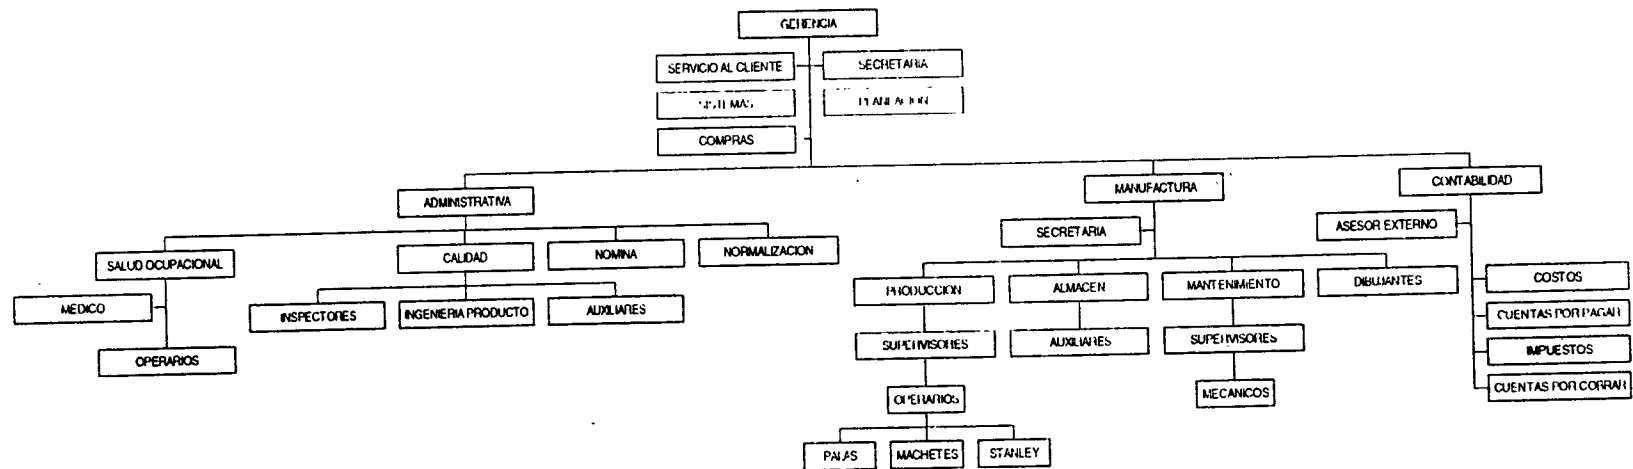 GERENCIA
SERVICIO AL CLIENTE
SECRETARIA
SISTEMAS
PLANEACION
COMPRAS
ADMINISTRATIVA
MANUFACTURA
CONTABILIDAD
SECRETARIA
ASESOR EXTERNO
SALUD OCUPACIONAL
CALIDAD
NOMINA
NORMALIZACION
MEDICO
OPERARIOS
INSPECTORES
INGENIERIA PRODUCTO
AUXILIARES
PRODUCCION
ALMACEN
MANTENIMIENTO
DIBUJANTES
SUPERVISORES
AUXILIARES
SUPERVISORES
OPERARIOS
MECANICOS
PALAS
MACHETES
STANLEY
COSTOS
CUENTAS POR PAGAR
IMPUESTOS
CUENTAS POR COBRAR